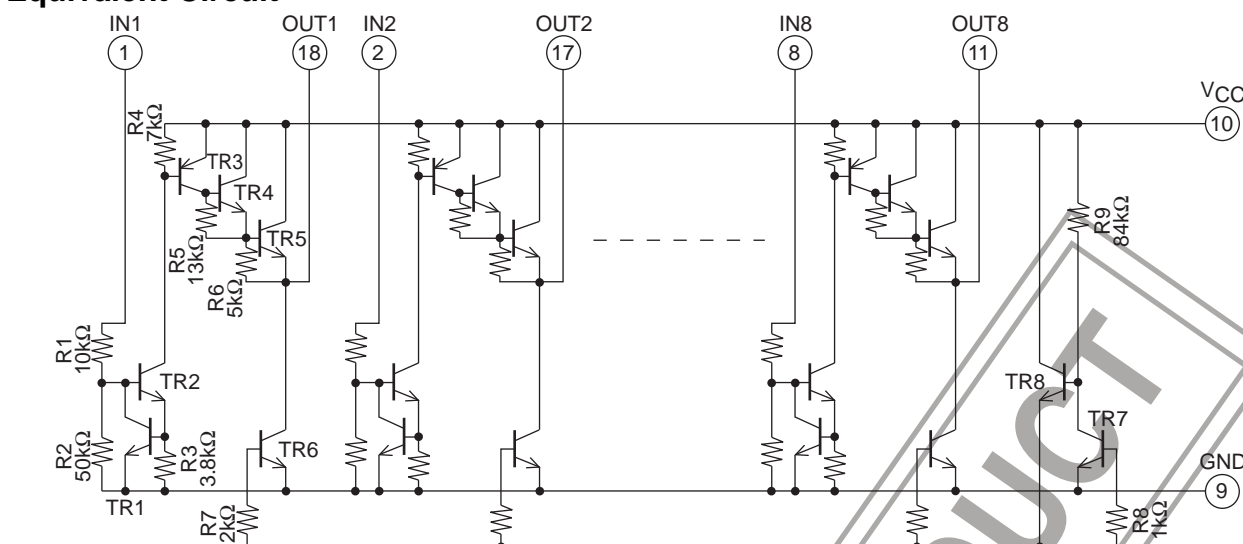 IN1 OUT1 IN2 OUT2 IN8 OUT8
1 18 2 17 8 11
VCC
10
R4
7kΩ
TR3
TR4
TR5
R5
13kΩ
R6
5kΩ
R9
84kΩ
R1
10kΩ
TR2
TR8
TR7
R2
50kΩ
R3
3.8kΩ
TR6
GND
9
TR1
R7
2kΩ
R8
1kΩ
UCT